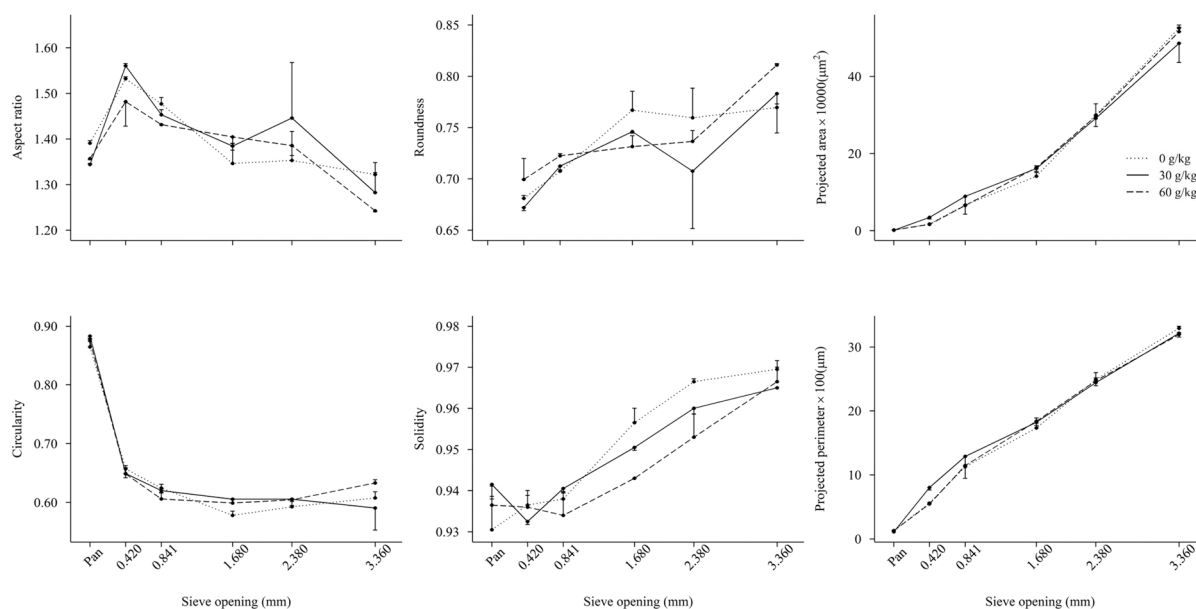 Aspect ratio
1.60
1.50
1.40
1.30
1.20
Roundness
0.85
0.80
0.75
0.70
0.65
Projected area × 10000(μm²)
40
20
0
0 g/kg
30 g/kg
60 g/kg
Circularity
0.90
0.80
0.70
0.60
Pan
0.420
0.841
1.680
2.380
3.360
Sieve opening (mm)
Solidity
0.98
0.97
0.96
0.95
0.94
0.93
Pan
0.420
0.841
1.680
2.380
3.360
Sieve opening (mm)
Projected perimeter × 100(μm)
30
20
10
0
Pan
0.420
0.841
1.680
2.380
3.360
Sieve opening (mm)